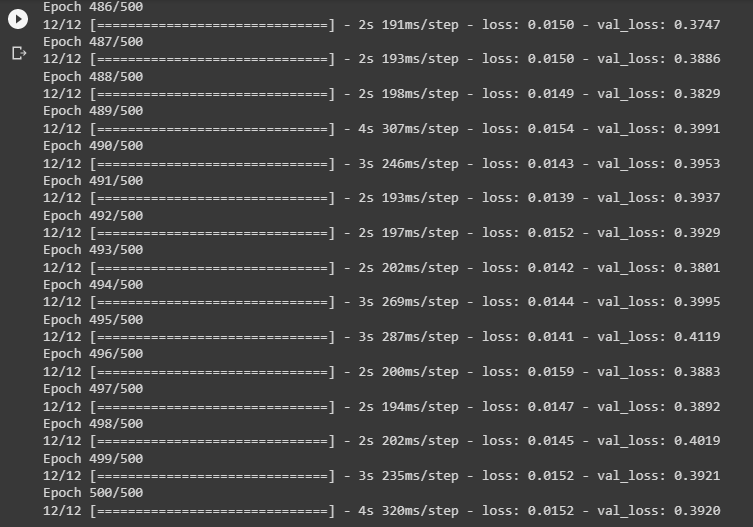 Epoch 486/500
12/12 [==============================] - 2s 191ms/step - loss: 0.0150 - val_loss: 0.3747
Epoch 487/500
12/12 [==============================] - 2s 193ms/step - loss: 0.0150 - val_loss: 0.3886
Epoch 488/500
12/12 [==============================] - 2s 198ms/step - loss: 0.0149 - val_loss: 0.3829
Epoch 489/500
12/12 [==============================] - 4s 307ms/step - loss: 0.0154 - val_loss: 0.3991
Epoch 490/500
12/12 [==============================] - 3s 246ms/step - loss: 0.0143 - val_loss: 0.3953
Epoch 491/500
12/12 [==============================] - 2s 193ms/step - loss: 0.0139 - val_loss: 0.3937
Epoch 492/500
12/12 [==============================] - 2s 197ms/step - loss: 0.0152 - val_loss: 0.3929
Epoch 493/500
12/12 [==============================] - 2s 202ms/step - loss: 0.0142 - val_loss: 0.3801
Epoch 494/500
12/12 [==============================] - 3s 269ms/step - loss: 0.0144 - val_loss: 0.3995
Epoch 495/500
12/12 [==============================] - 3s 287ms/step - loss: 0.0141 - val_loss: 0.4119
Epoch 496/500
12/12 [==============================] - 2s 200ms/step - loss: 0.0159 - val_loss: 0.3883
Epoch 497/500
12/12 [==============================] - 2s 194ms/step - loss: 0.0147 - val_loss: 0.3892
Epoch 498/500
12/12 [==============================] - 2s 202ms/step - loss: 0.0145 - val_loss: 0.4019
Epoch 499/500
12/12 [==============================] - 3s 235ms/step - loss: 0.0152 - val_loss: 0.3921
Epoch 500/500
12/12 [==============================] - 4s 320ms/step - loss: 0.0152 - val_loss: 0.3920